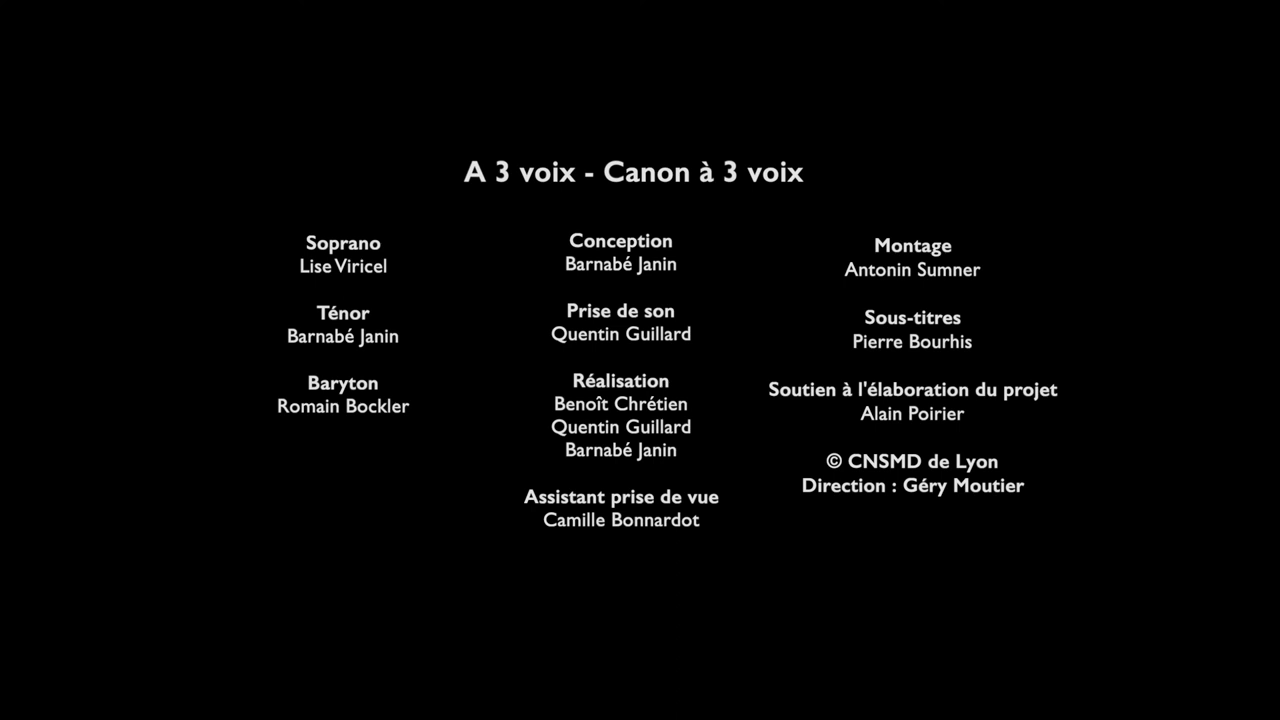 A 3 voix - Canon à 3 voix
Soprano
Lise Viricel
Ténor
Barnabé Janin
Baryton
Romain Bockler
Conception
Barnabé Janin
Prise de son
Quentin Guillard
Réalisation
Benoît Chrétien
Quentin Guillard
Barnabé Janin
Assistant prise de vue
Camille Bonnardot
Montage
Antonin Sumner
Sous-titres
Pierre Bourhis
Soutien à l'élaboration du projet
Alain Poirier
© CNSMD de Lyon
Direction : Géry Moutier